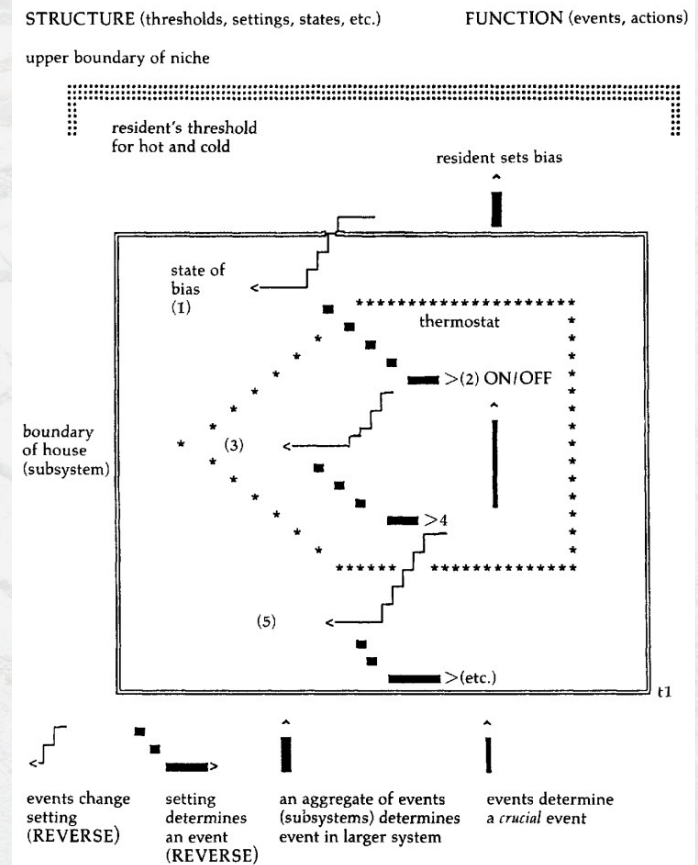 STRUCTURE (thresholds, settings, states, etc.)
FUNCTION (events, actions)
upper boundary of niche
resident's threshold
for hot and cold
resident sets bias
state of
bias
(1)
thermostat
>(2) ON/OFF
boundary
of house
(subsystem)
(3)
>4
(5)
>(etc.)
t1
events change
setting
(REVERSE)
setting
determines
an event
(REVERSE)
an aggregate of events
(subsystems) determines
event in larger system
events determine
a crucial event